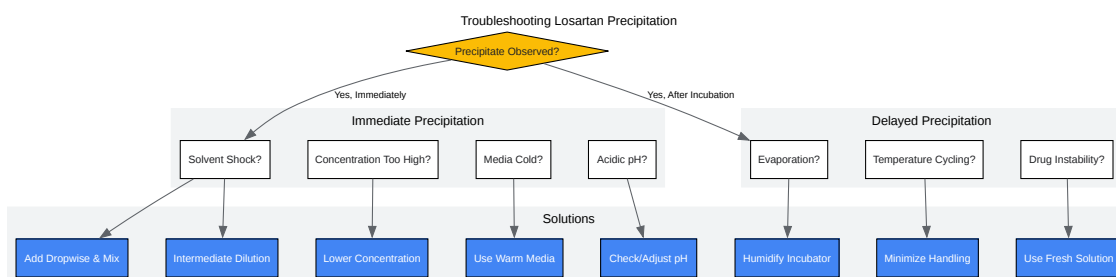 Troubleshooting Losartan Precipitation
Precipitate Observed?
Yes, Immediately
Yes, After Incubation
Immediate Precipitation
Delayed Precipitation
Solvent Shock?
Concentration Too High?
Media Cold?
Acidic pH?
Evaporation?
Temperature Cycling?
Drug Instability?
Solutions
Add Dropwise & Mix
Intermediate Dilution
Lower Concentration
Use Warm Media
Check/Adjust pH
Humidify Incubator
Minimize Handling
Use Fresh Solution